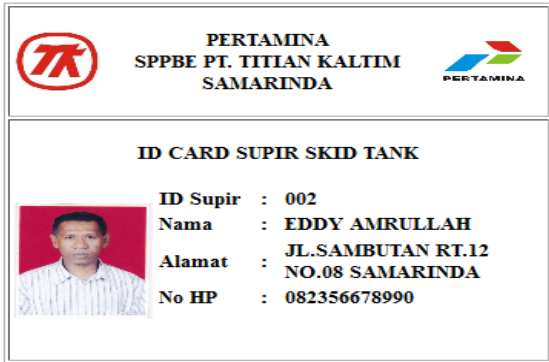 PERTAMINA
SPPBE PT. TITIAN KALTIM
SAMARINDA
TK
PERTAMINA
ID CARD SUPIR SKID TANK
ID Supir : 002
Nama : EDDY AMRULLAH
Alamat : JL.SAMBUTAN RT.12
NO.08 SAMARINDA
No HP : 082356678990